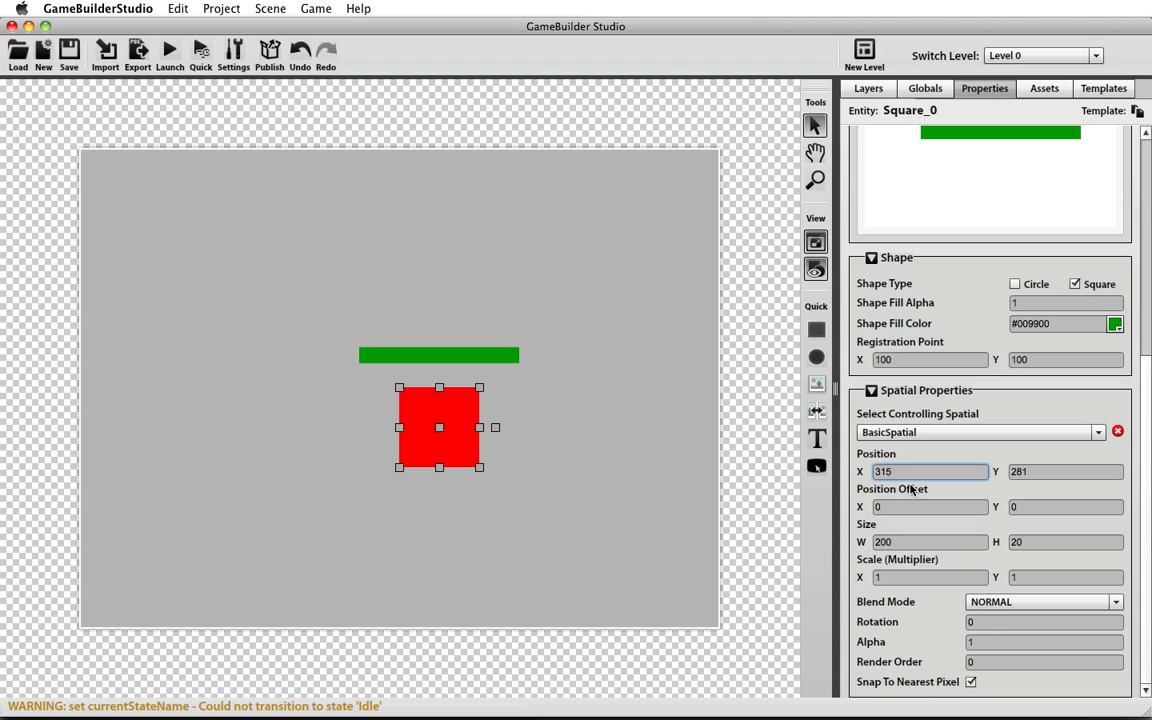 GameBuilderStudio Edit Project Scene Game Help
GameBuilder Studio
Load New Save Import Export Launch Quick Settings Publish Undo Redo New Level Switch Level: Level 0
Tools
View
Quick
T
Layers Globals Properties Assets Templates
Entity: Square_0 Template:
Shape
Shape Type Circle Square
Shape Fill Alpha 1
Shape Fill Color #009900
Registration Point
X 100 Y 100
Spatial Properties
Select Controlling Spatial
BasicSpatial
Position
X 315 Y 281
Position Offset
X 0 Y 0
Size
W 200 H 20
Scale (Multiplier)
X 1 Y 1
Blend Mode NORMAL
Rotation 0
Alpha 1
Render Order 0
Snap To Nearest Pixel
WARNING: set currentStateName - Could not transition to state 'Idle'